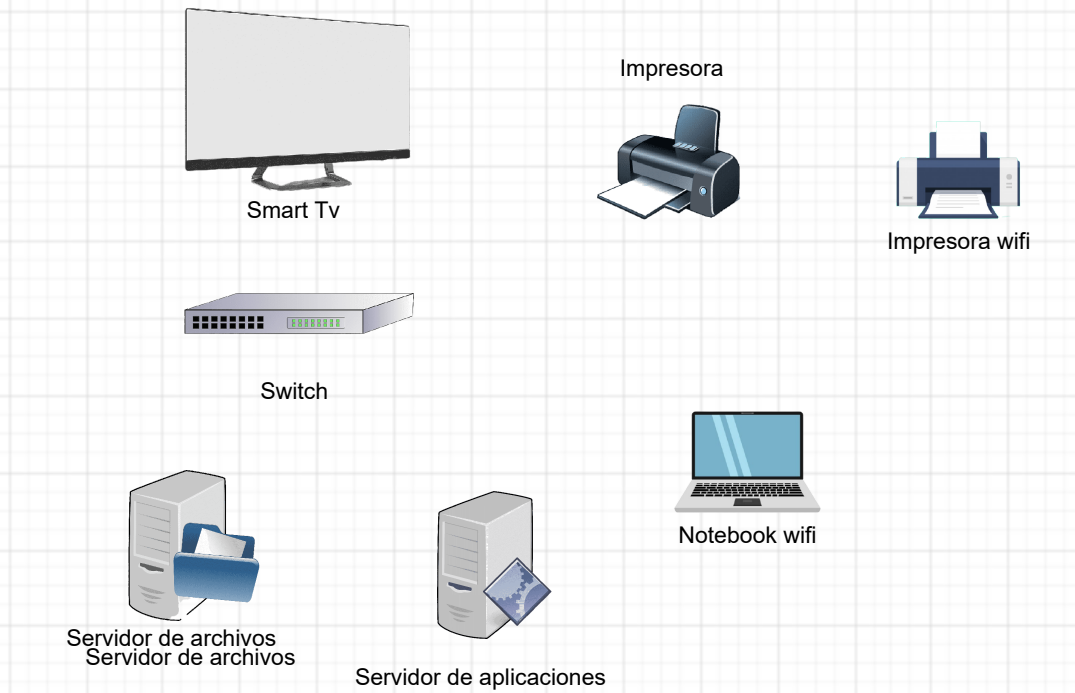 Impresora
Smart Tv
Impresora wifi
Switch
Notebook wifi
Servidor de archivos
Servidor de archivos
Servidor de aplicaciones